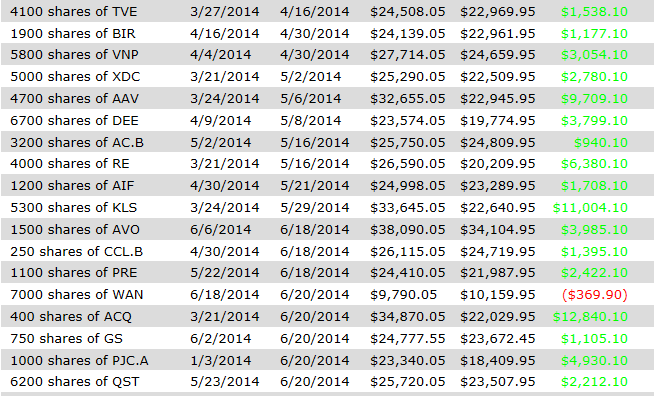 4100 shares of TVE 3/27/2014 4/16/2014 $24,508.05 $22,969.95 $1,538.10
1900 shares of BIR 4/16/2014 4/30/2014 $24,139.05 $22,961.95 $1,177.10
5800 shares of VNP 4/4/2014 4/30/2014 $27,714.05 $24,659.95 $3,054.10
5000 shares of XDC 3/21/2014 5/2/2014 $25,290.05 $22,509.95 $2,780.10
4700 shares of AAV 3/24/2014 5/6/2014 $32,655.05 $22,945.95 $9,709.10
6700 shares of DEE 4/9/2014 5/8/2014 $23,574.05 $19,774.95 $3,799.10
3200 shares of AC.B 5/2/2014 5/16/2014 $25,750.05 $24,809.95 $940.10
4000 shares of RE 3/21/2014 5/16/2014 $26,590.05 $20,209.95 $6,380.10
1200 shares of AIF 4/30/2014 5/21/2014 $24,998.05 $23,289.95 $1,708.10
5300 shares of KLS 3/24/2014 5/29/2014 $33,645.05 $22,640.95 $11,004.10
1500 shares of AVO 6/6/2014 6/18/2014 $38,090.05 $34,104.95 $3,985.10
250 shares of CCL.B 4/30/2014 6/18/2014 $26,115.05 $24,719.95 $1,395.10
1100 shares of PRE 5/22/2014 6/18/2014 $24,410.05 $21,987.95 $2,422.10
7000 shares of WAN 6/18/2014 6/20/2014 $9,790.05 $10,159.95 ($369.90)
400 shares of ACQ 3/21/2014 6/20/2014 $34,870.05 $22,029.95 $12,840.10
750 shares of GS 6/2/2014 6/20/2014 $24,777.55 $23,672.45 $1,105.10
1000 shares of PJC.A 1/3/2014 6/20/2014 $23,340.05 $18,409.95 $4,930.10
6200 shares of QST 5/23/2014 6/20/2014 $25,720.05 $23,507.95 $2,212.10